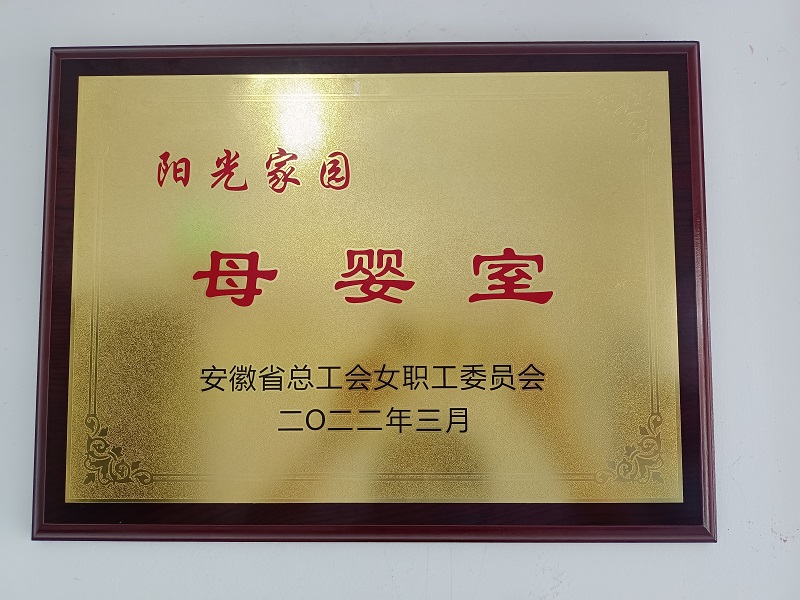 阳光家园
母婴室
安徽省总工会女职工委员会
二〇二二年三月